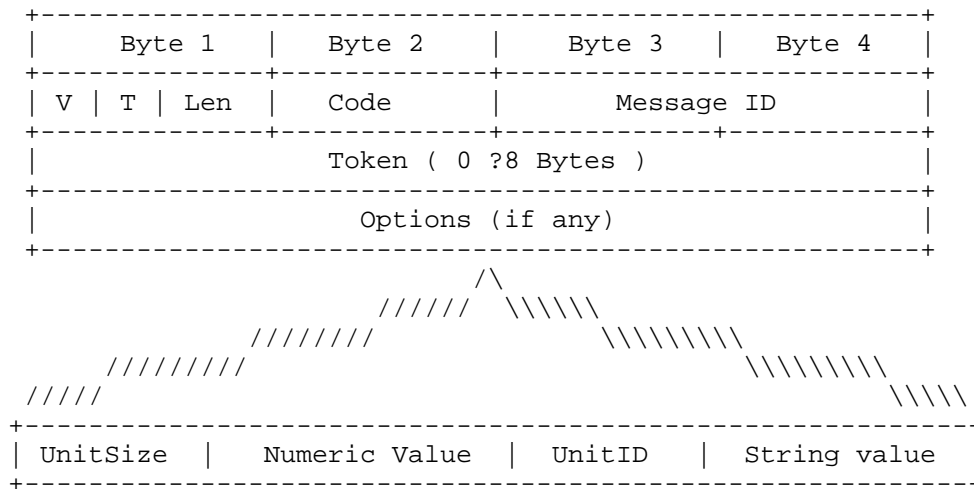 Byte 1 | Byte 2 | Byte 3 | Byte 4
V | T | Len | Code | Message ID
Token ( 0 ?8 Bytes )
Options (if any)
UnitSize | Numeric Value | UnitID | String value